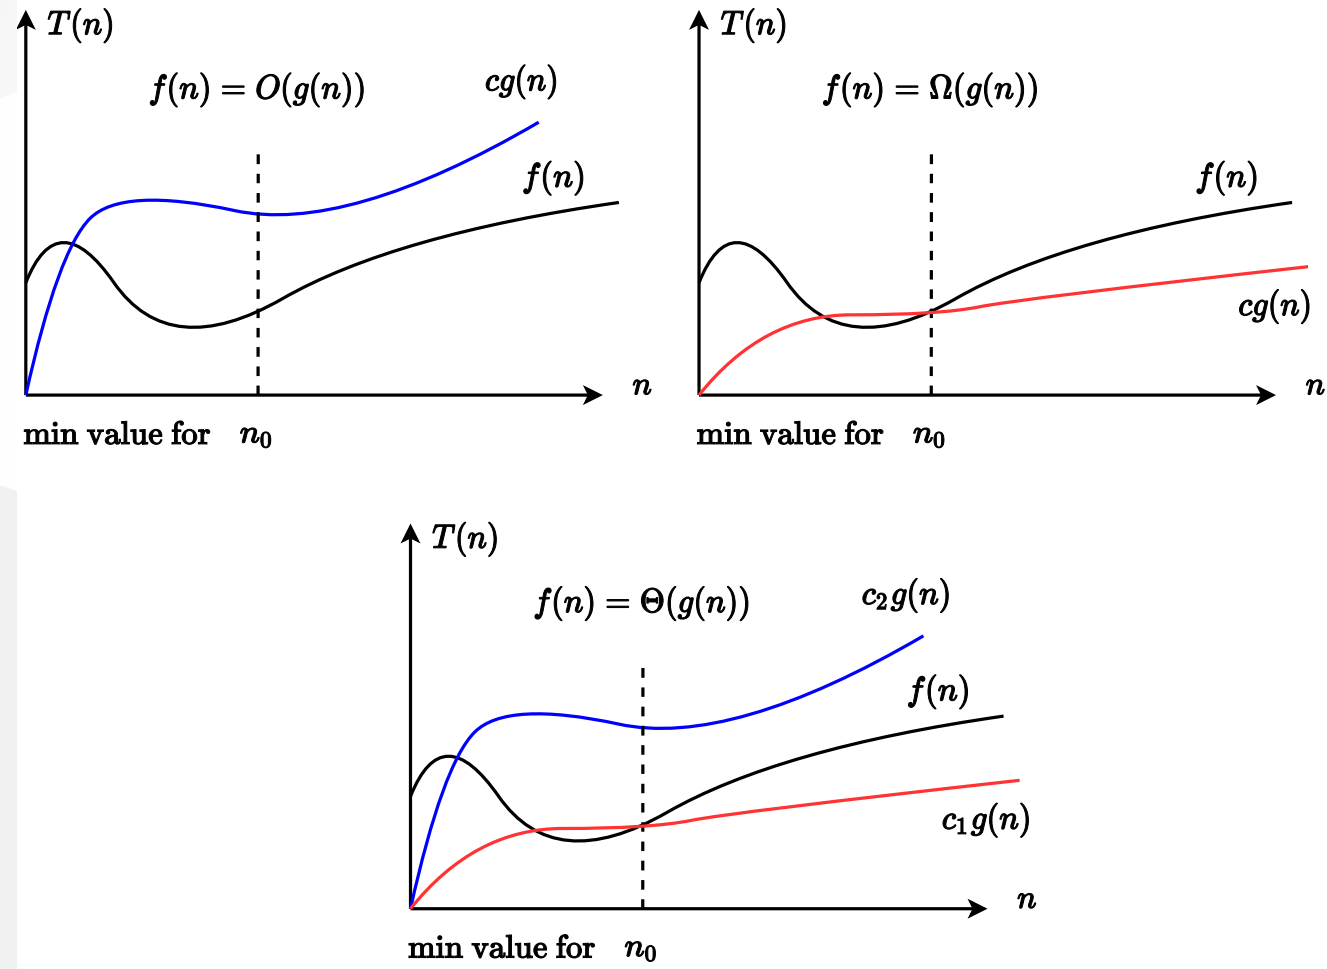 T(n)
f(n) = O(g(n))
cg(n)
f(n)
n
min value for n₀
T(n)
f(n) = Ω(g(n))
f(n)
cg(n)
n
min value for n₀
T(n)
f(n) = Θ(g(n))
c₂g(n)
f(n)
c₁g(n)
n
min value for n₀